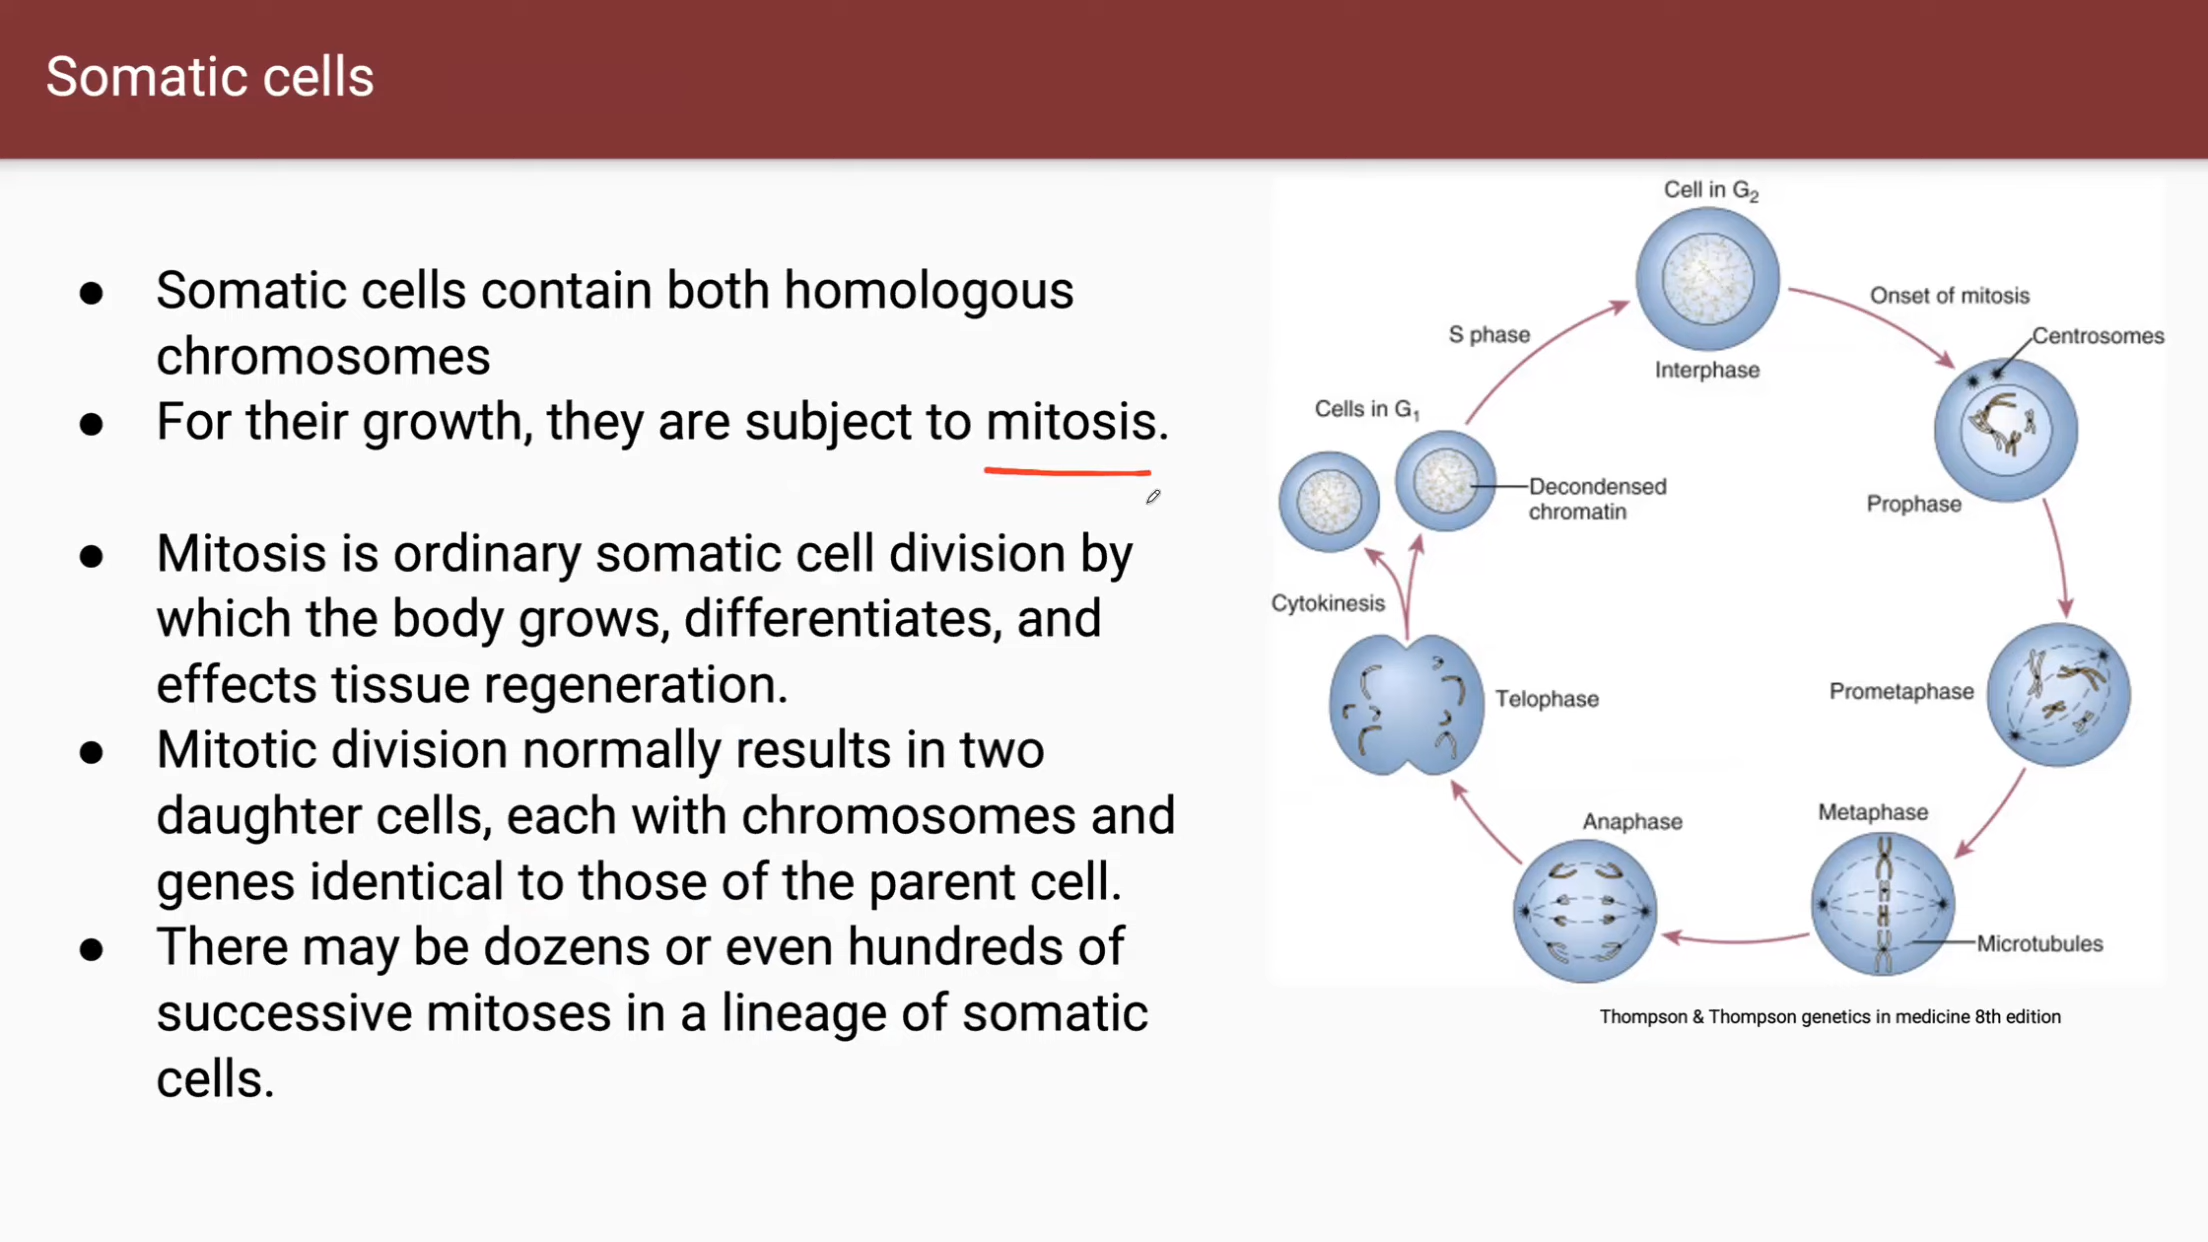 Somatic cells
● Somatic cells contain both homologous
chromosomes
● For their growth, they are subject to mitosis.
● Mitosis is ordinary somatic cell division by
which the body grows, differentiates, and
effects tissue regeneration.
● Mitotic division normally results in two
daughter cells, each with chromosomes and
genes identical to those of the parent cell.
● There may be dozens or even hundreds of
successive mitoses in a lineage of somatic
cells.
Cell in G₂
Onset of mitosis
S phase
Centrosomes
Interphase
Cells in G₁
Decondensed
chromatin
Prophase
Cytokinesis
Prometaphase
Telophase
Metaphase
Anaphase
Microtubules
Thompson & Thompson genetics in medicine 8th edition